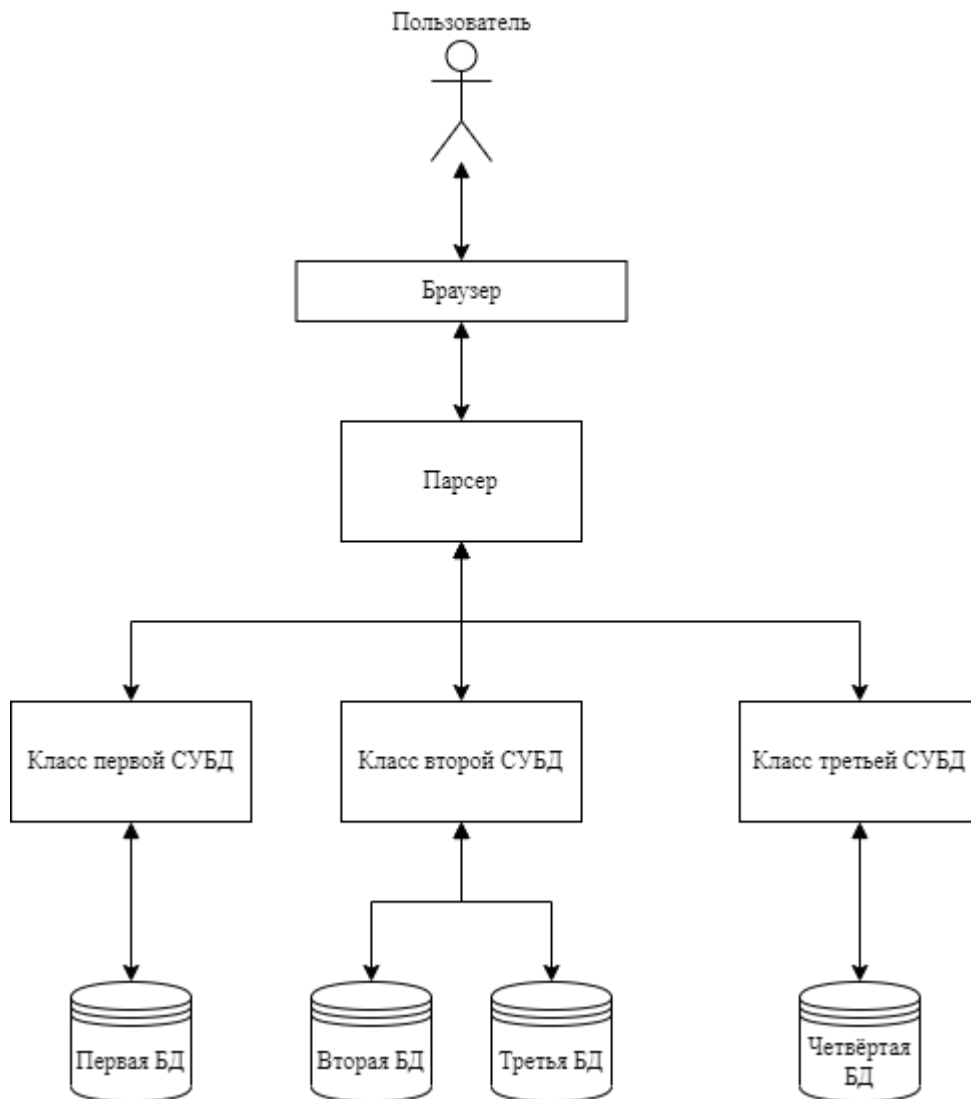 Пользователь
Браузер
Парсер
Класс первой СУБД
Класс второй СУБД
Класс третьей СУБД
Первая БД
Вторая БД
Третья БД
Четвёртая
БД